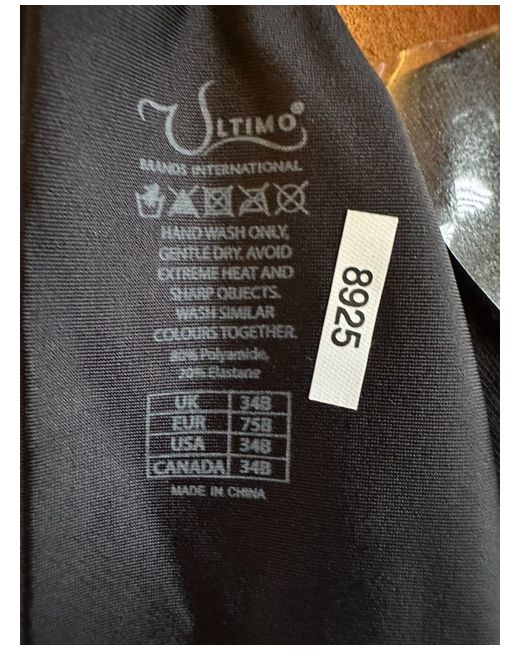 ULTIMO®
BRANDS INTERNATIONAL
HAND WASH ONLY,
GENTLE DRY. AVOID
EXTREME HEAT AND
SHARP OBJECTS.
WASH SIMILAR
COLOURS TOGETHER.
80% Polyamide,
20% Elastane
UK 34B
EUR 75B
USA 34B
CANADA 34B
MADE IN CHINA
8925